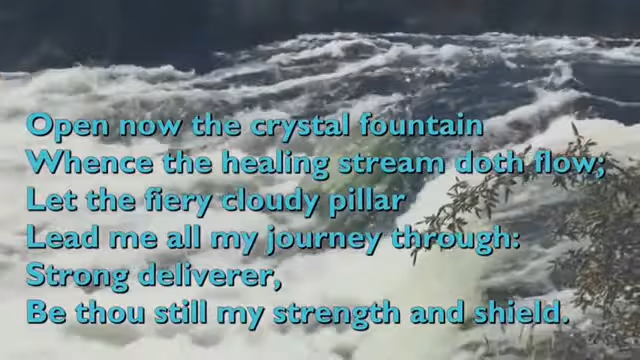 Open now the crystal fountain
Whence the healing stream doth flow;
Let the fiery cloudy pillar
Lead me all my journey through:
Strong deliverer,
Be thou still my strength and shield.